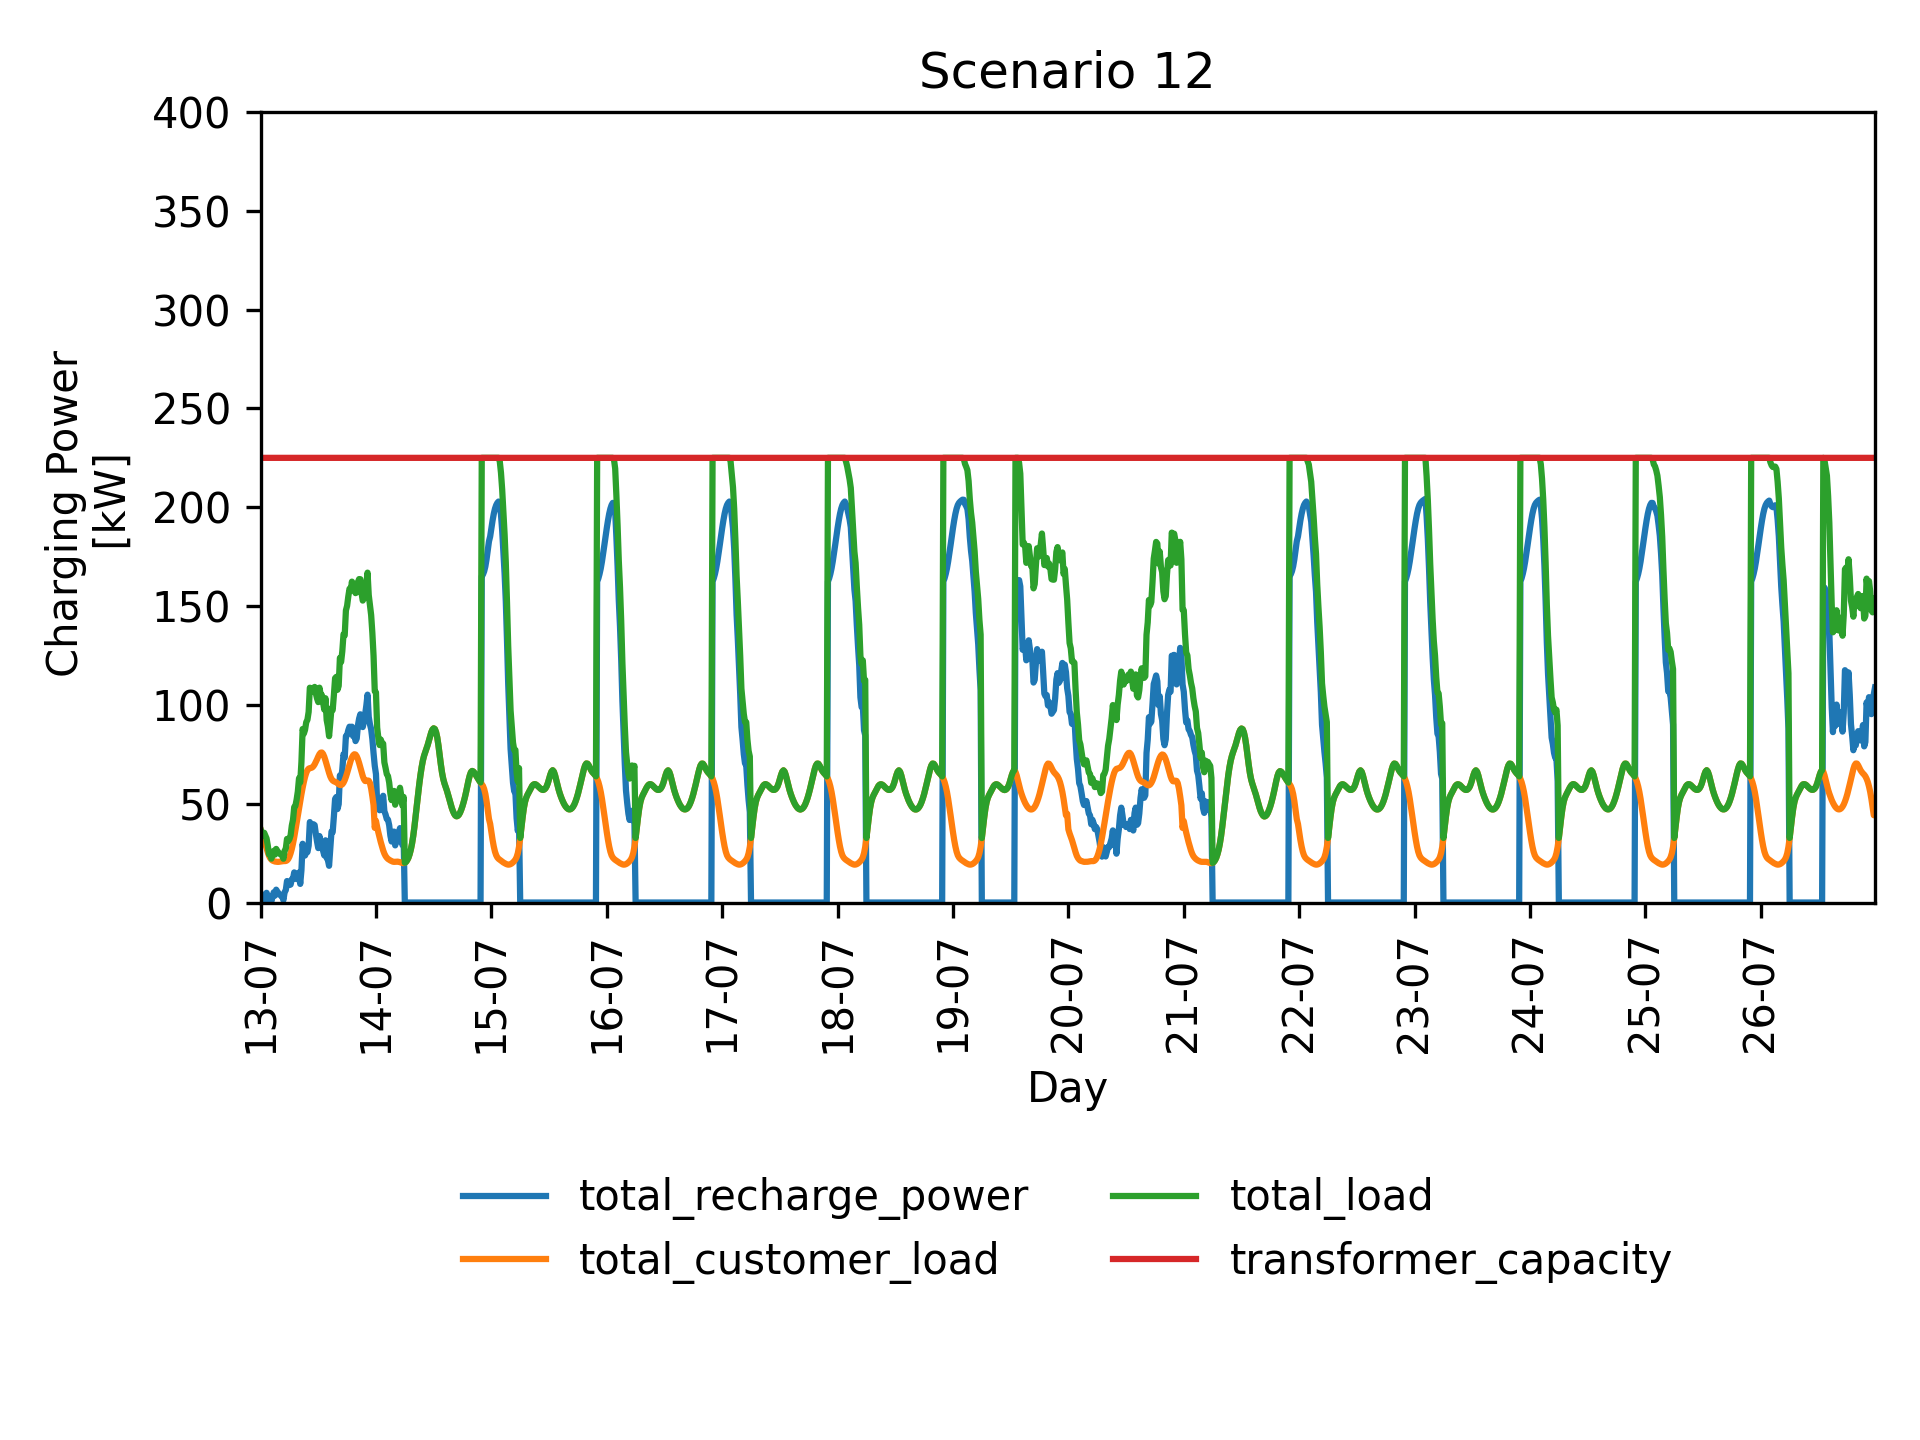 Scenario 12
400
350
300
250
200
150
100
50
0
Charging Power
[kW]
13-07
14-07
15-07
16-07
17-07
18-07
19-07
20-07
21-07
22-07
23-07
24-07
25-07
26-07
Day
total_recharge_power
total_customer_load
total_load
transformer_capacity